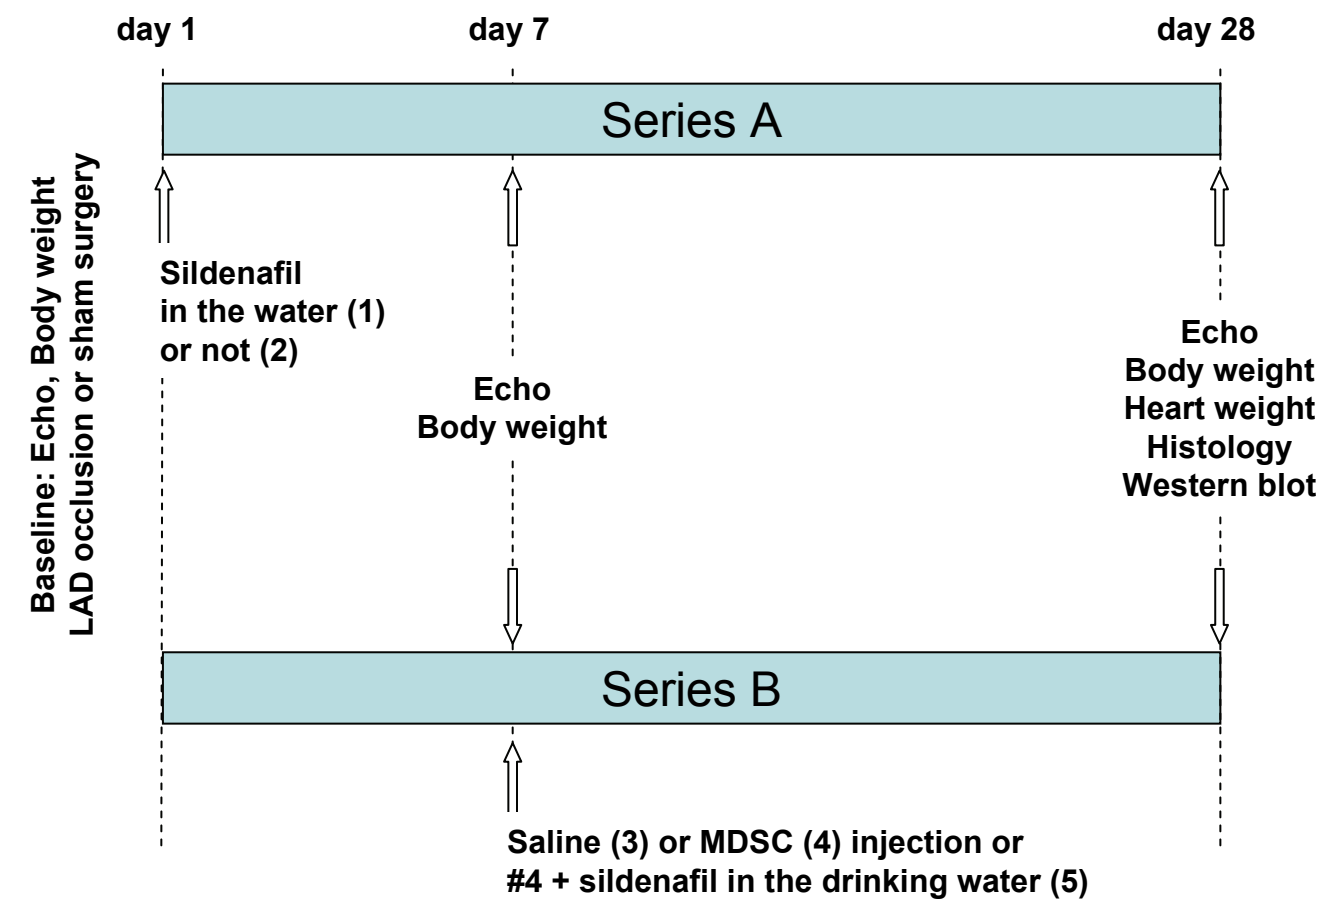 day 1
day 7
day 28
Series A
Baseline: Echo, Body weight
LAD occlusion or sham surgery
Sildenafil
in the water (1)
or not (2)
Echo
Body weight
Echo
Body weight
Heart weight
Histology
Western blot
Series B
Saline (3) or MDSC (4) injection or
#4 + sildenafil in the drinking water (5)